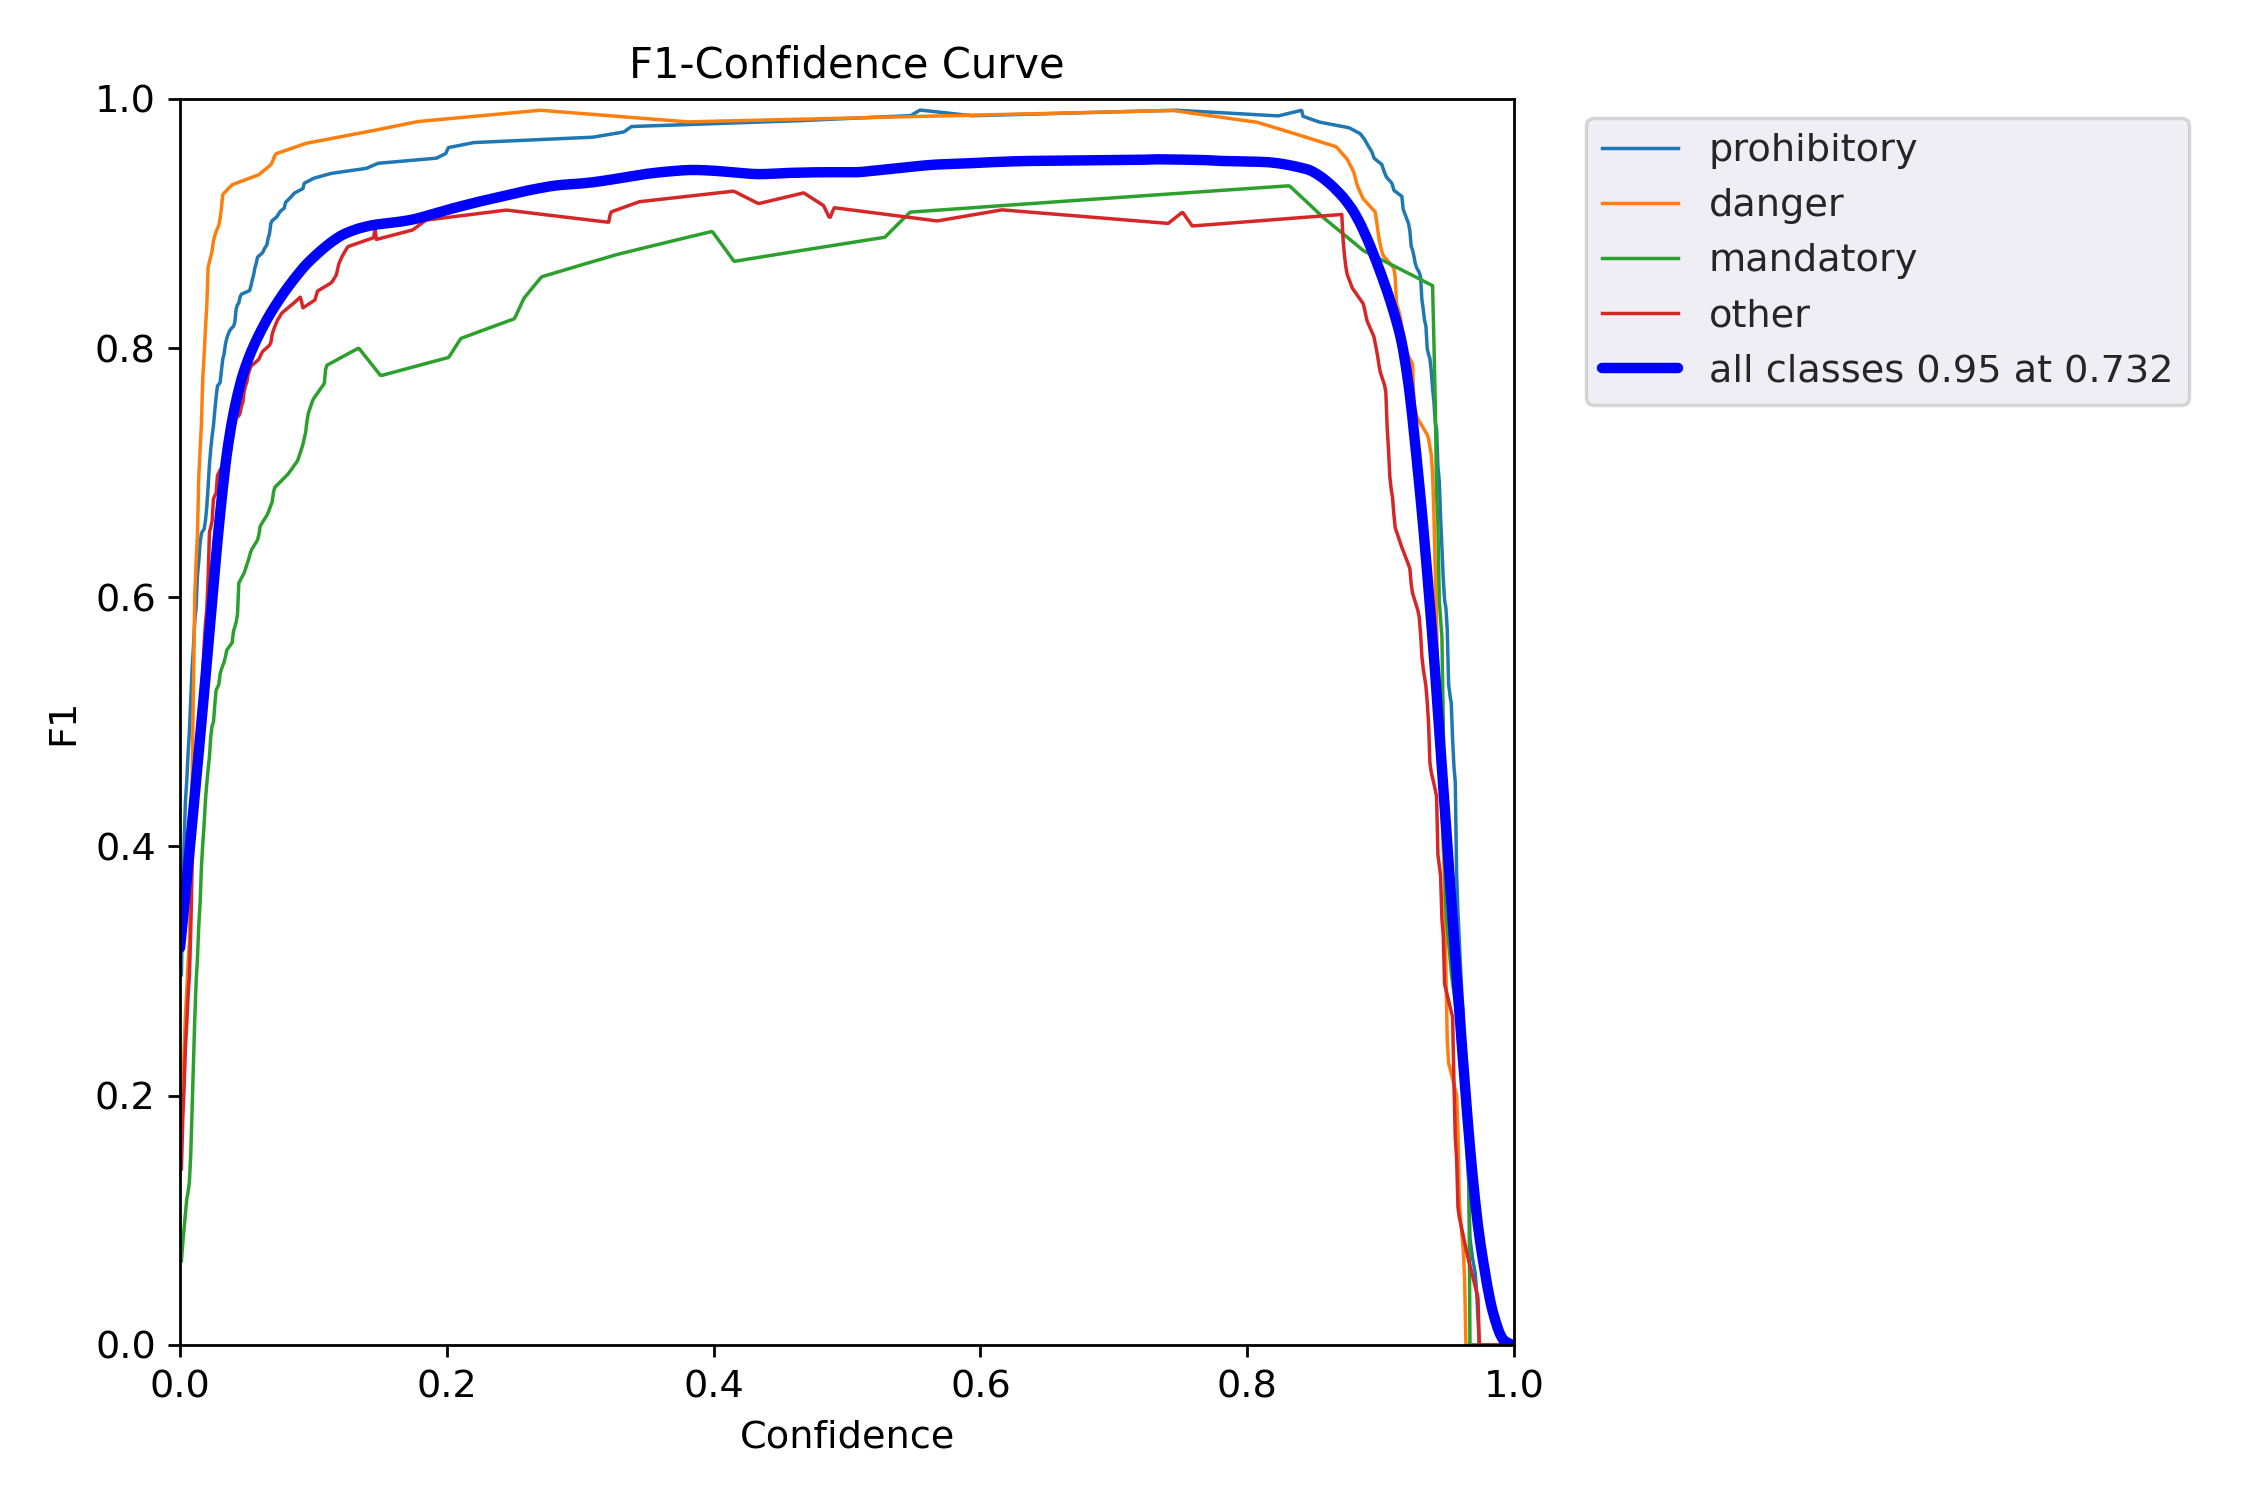 F1-Confidence Curve
1.0
0.8
0.6
0.4
0.2
0.0
F1
0.0 0.2 0.4 0.6 0.8 1.0
Confidence
prohibitory
danger
mandatory
other
all classes 0.95 at 0.732